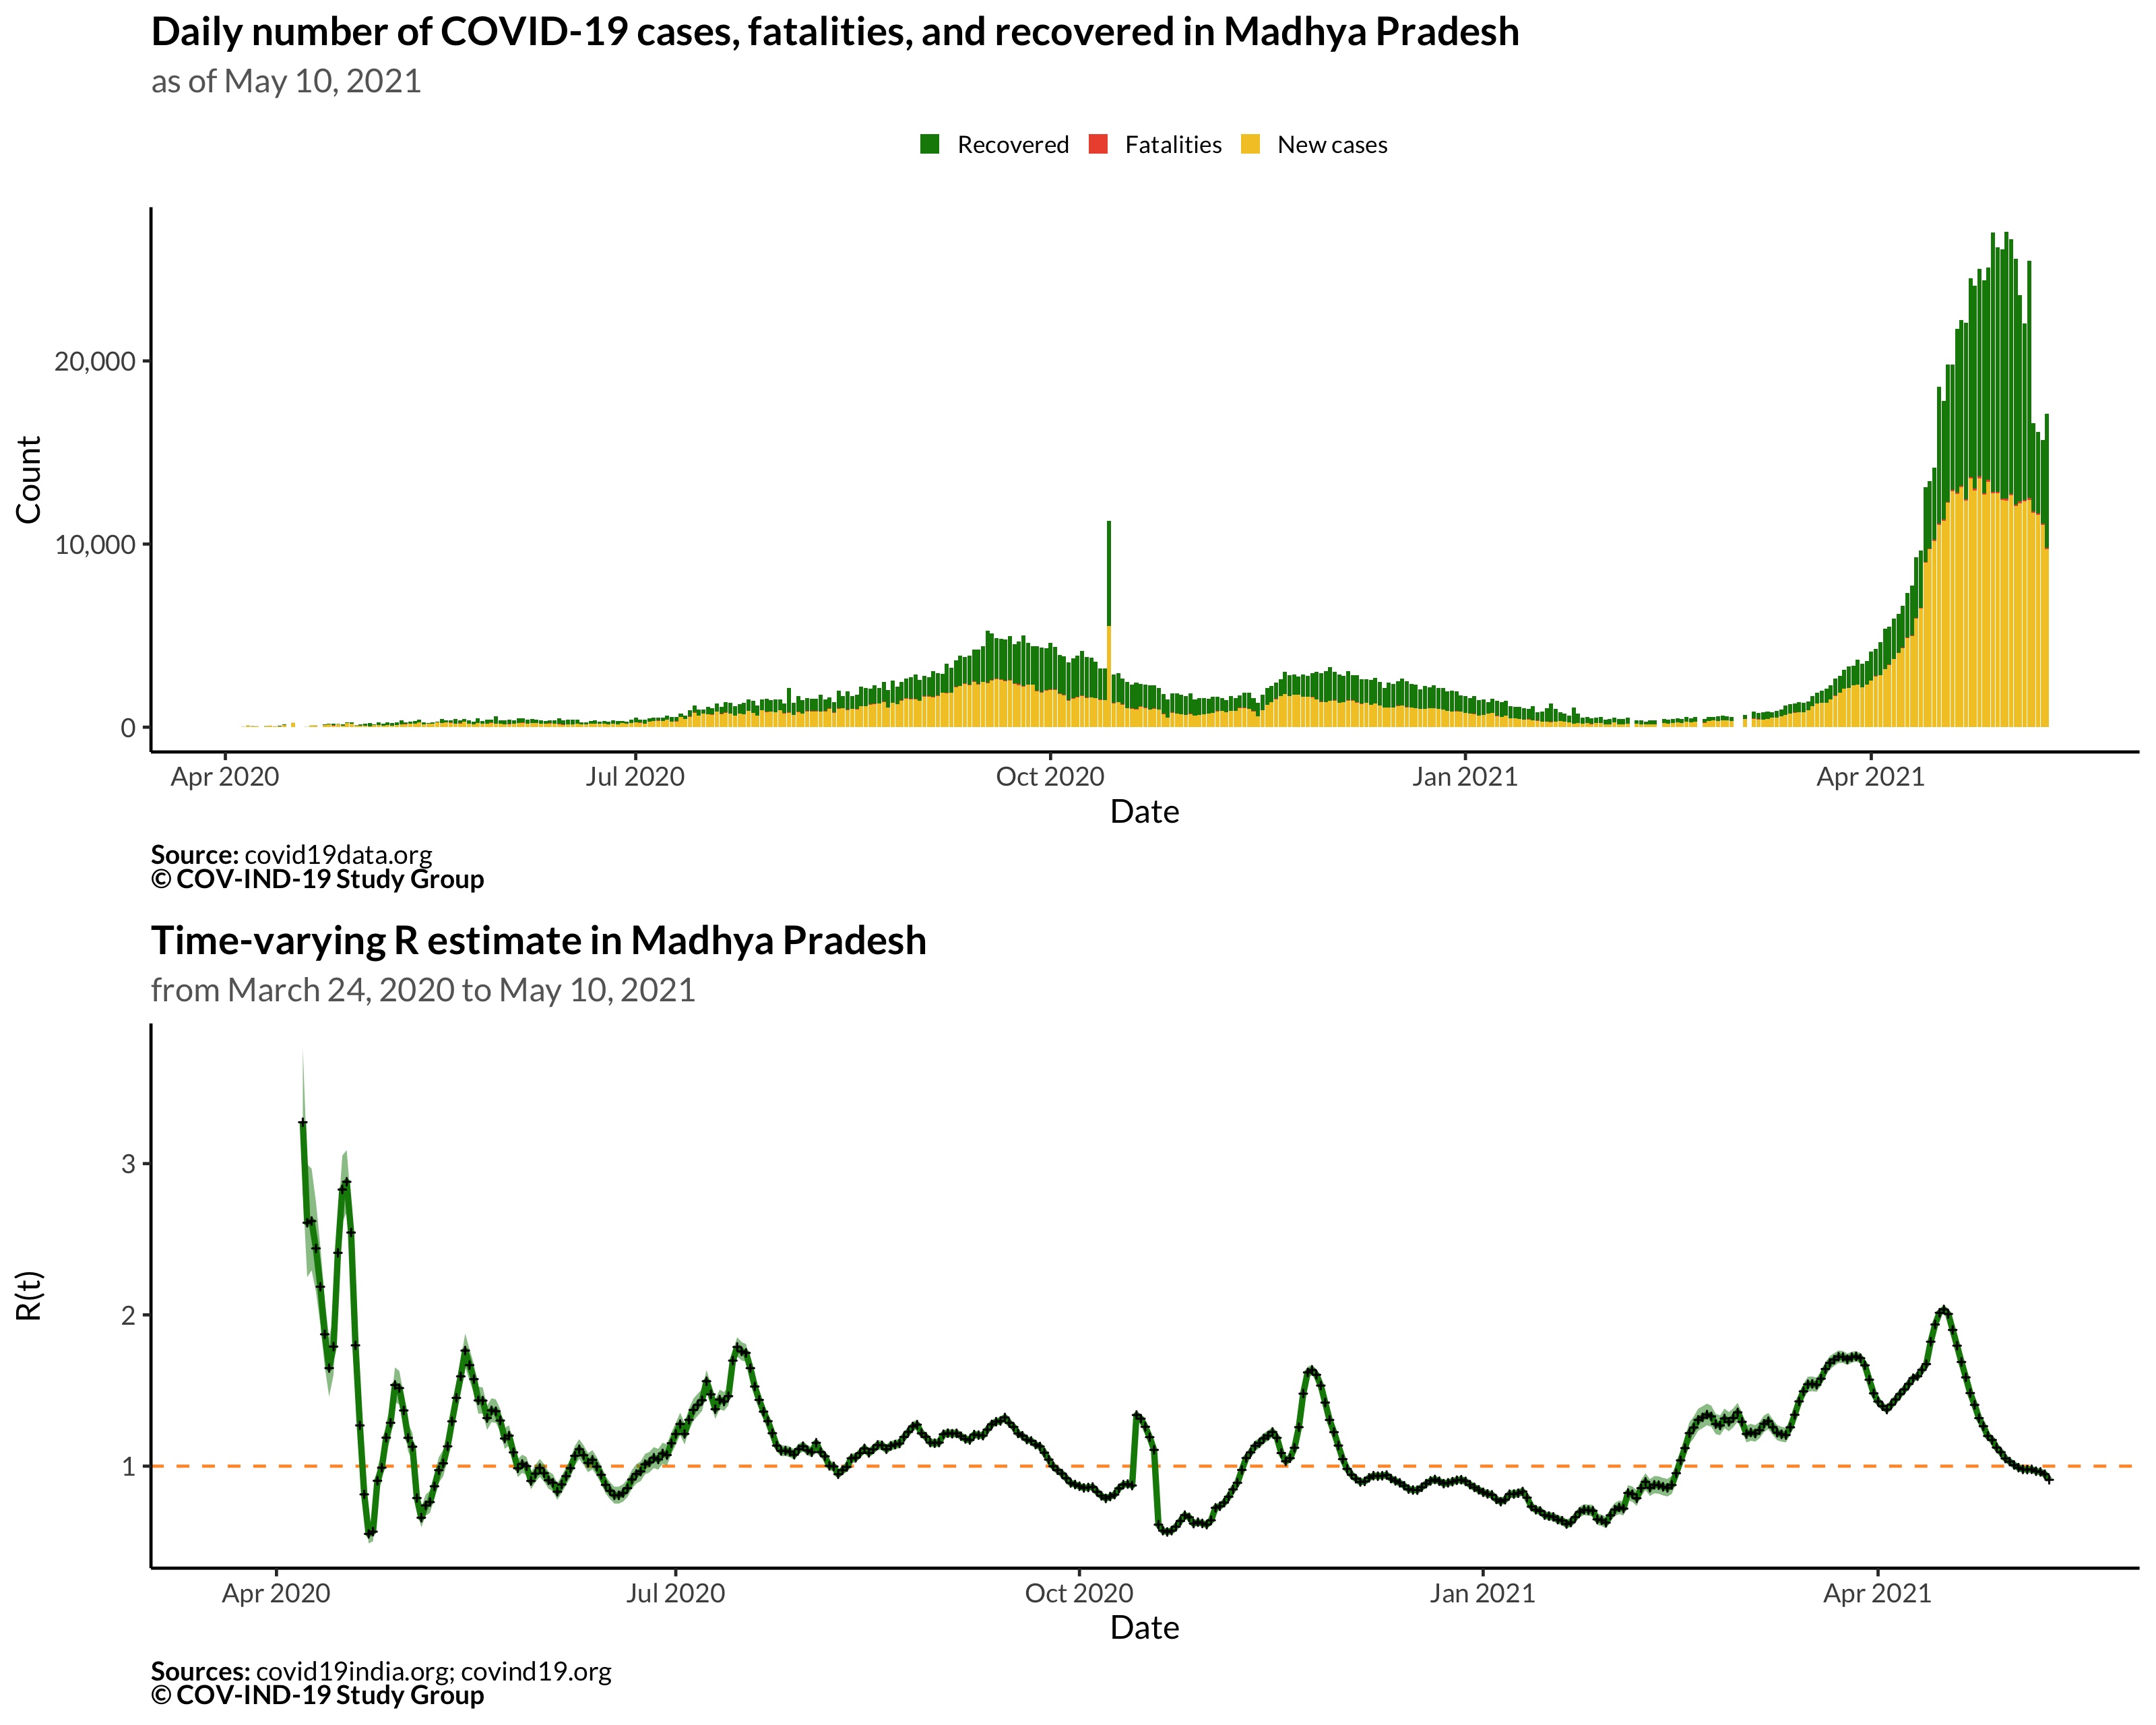 Daily number of COVID-19 cases, fatalities, and recovered in Madhya Pradesh
as of May 10, 2021
Recovered Fatalities New cases
Count
20,000
10,000
0
Apr 2020 Jul 2020 Oct 2020 Jan 2021 Apr 2021
Date
Source: covid19data.org
© COV-IND-19 Study Group
Time-varying R estimate in Madhya Pradesh
from March 24, 2020 to May 10, 2021
R(t)
3
2
1
Apr 2020 Jul 2020 Oct 2020 Jan 2021 Apr 2021
Date
Sources: covid19india.org; covind19.org
© COV-IND-19 Study Group